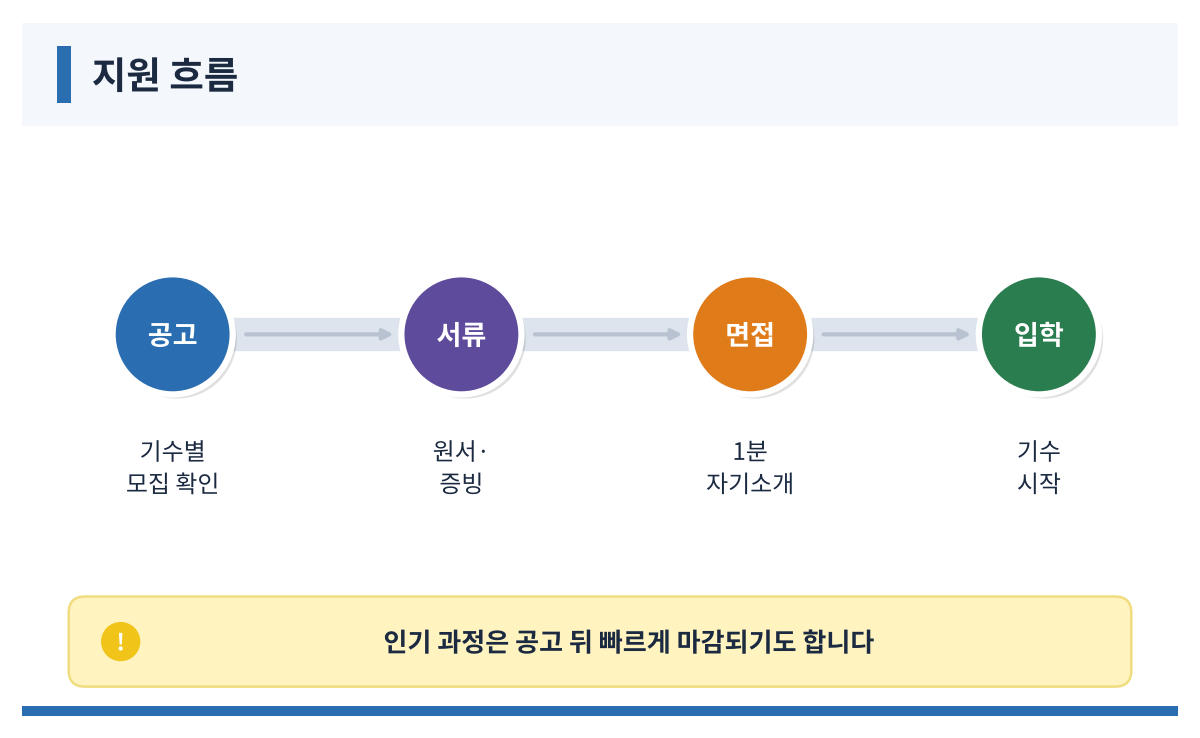 지원 흐름
공고
서류
면접
입학
기수별
모집 확인
원서·
증빙
1분
자기소개
기수
시작
!
인기 과정은 공고 뒤 빠르게 마감되기도 합니다